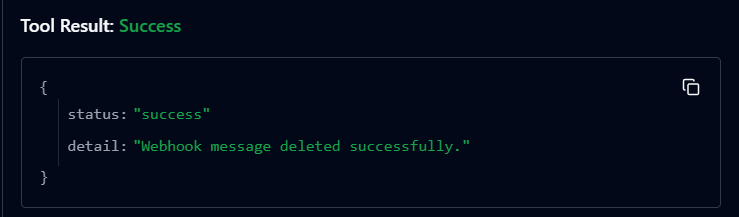 Tool Result: Success
{
status: "success"
detail: "Webhook message deleted successfully."
}